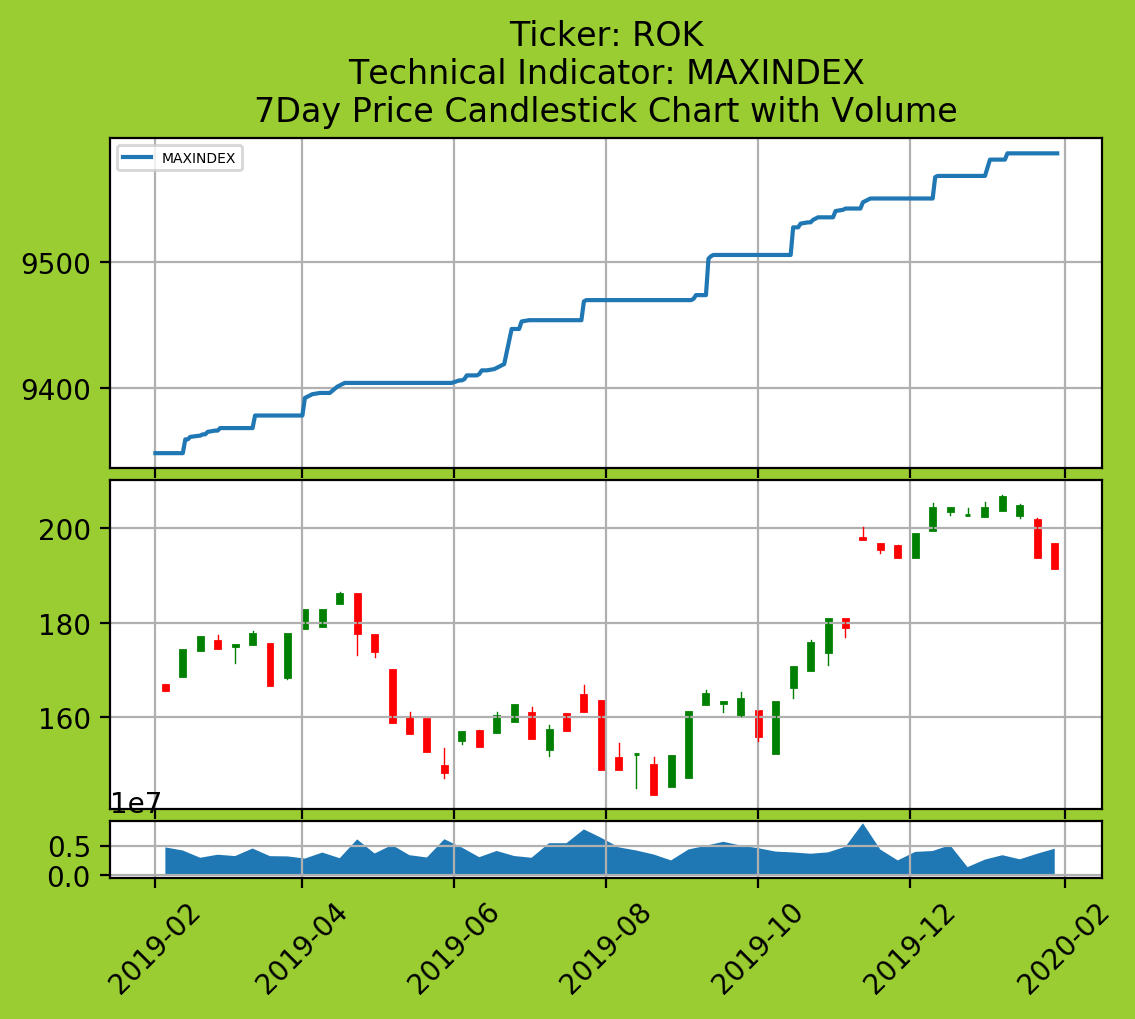 Ticker: ROK
Technical Indicator: MAXINDEX
7Day Price Candlestick Chart with Volume
MAXINDEX
9500
9400
200
180
160
1e7
0.5
0.0
2019-02
2019-04
2019-06
2019-08
2019-10
2019-12
2020-02